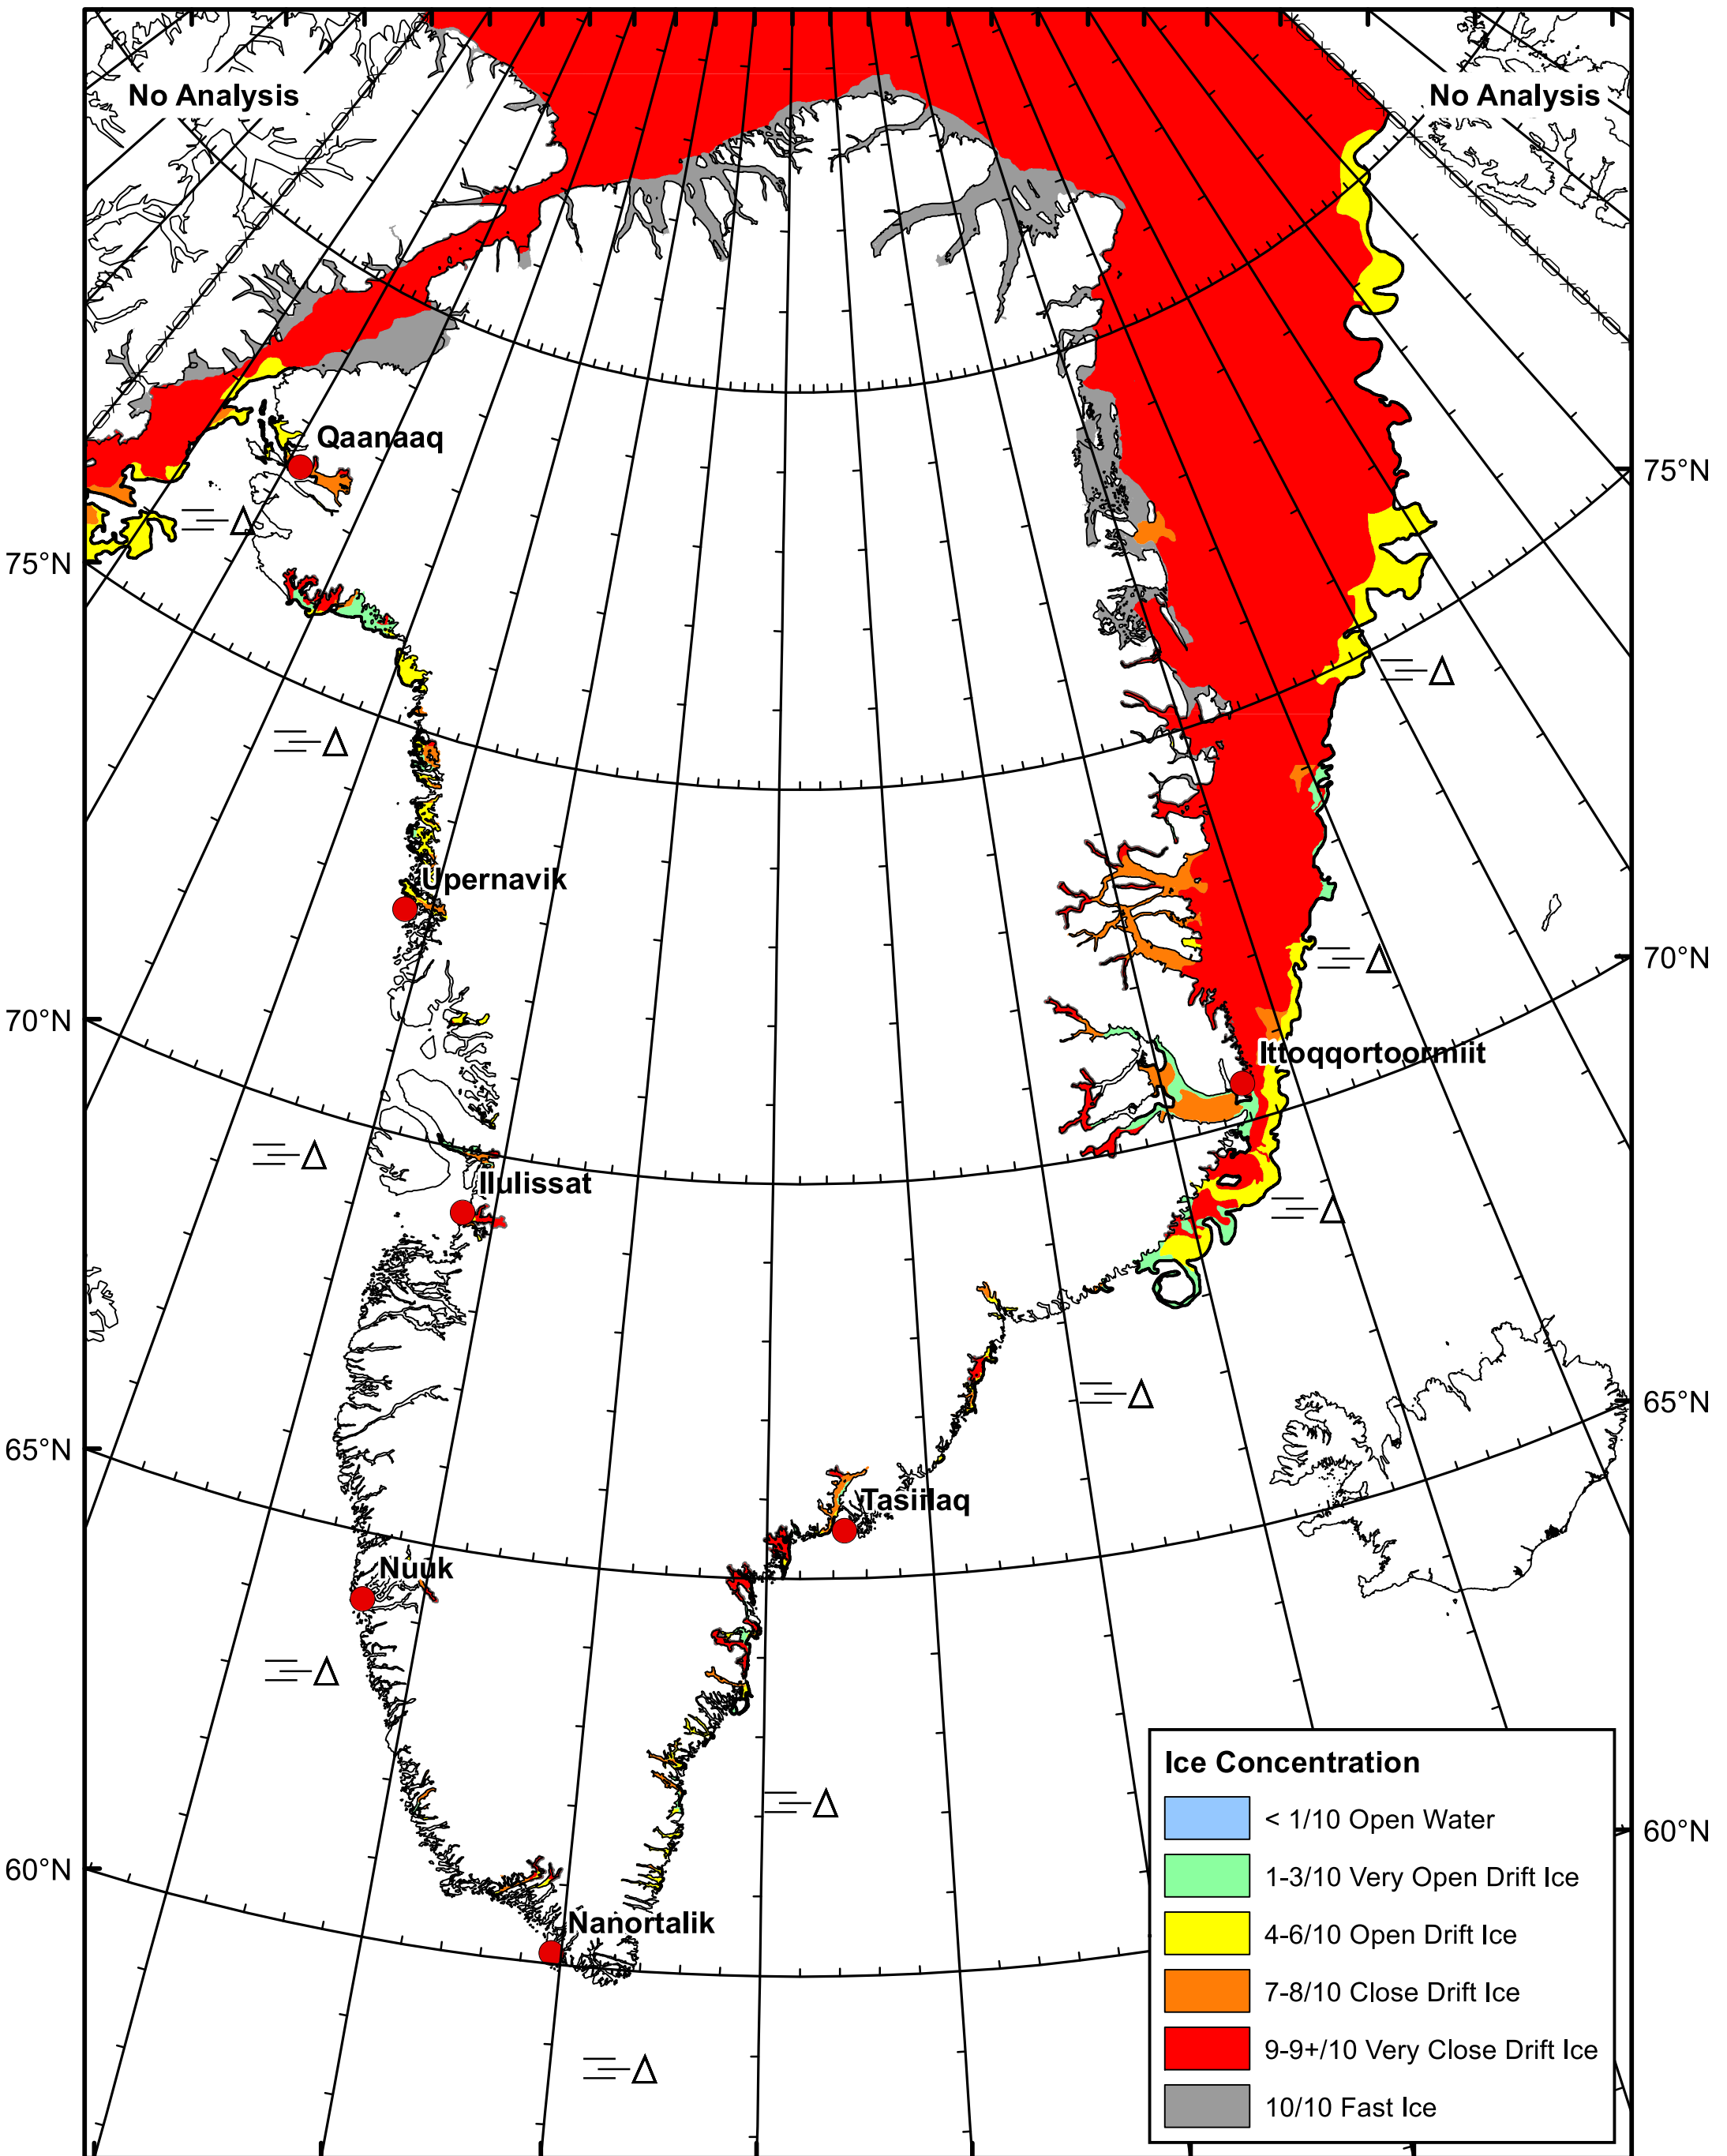 No Analysis
No Analysis
Qaanaaq
75°N
75°N
Upernavik
70°N
70°N
Ittoqqortoormiit
Ilulissat
65°N
65°N
Tasiilaq
Nuuk
Ice Concentration
< 1/10 Open Water
60°N
60°N
1-3/10 Very Open Drift Ice
Nanortalik
4-6/10 Open Drift Ice
7-8/10 Close Drift Ice
9-9+/10 Very Close Drift Ice
10/10 Fast Ice